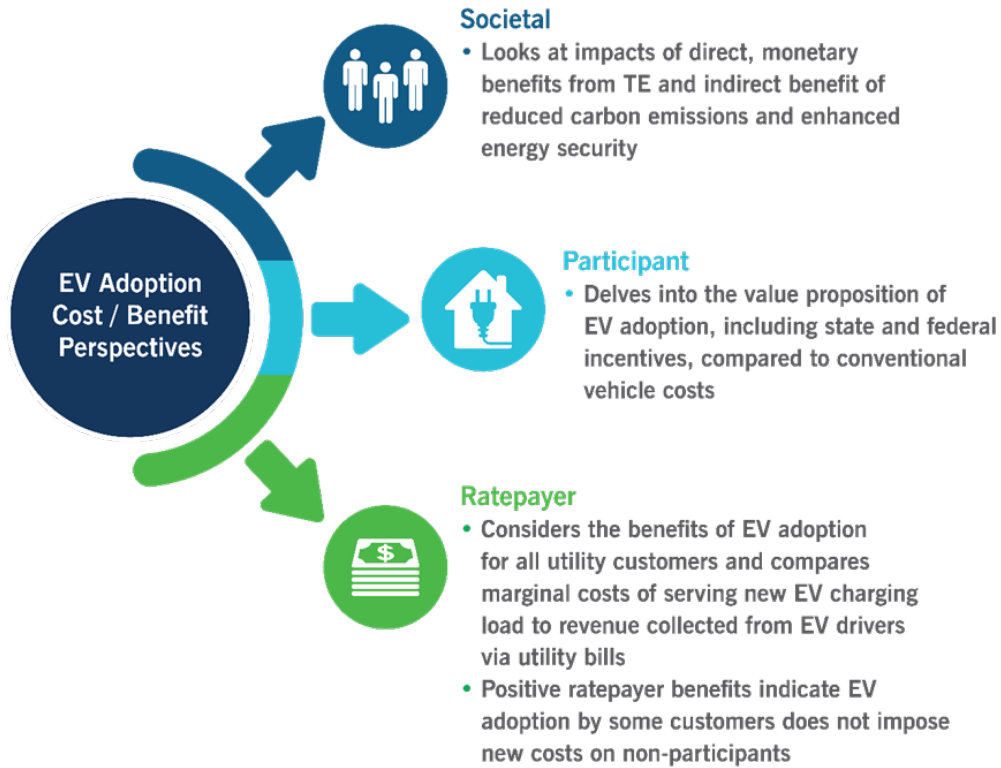 Societal
• Looks at impacts of direct, monetary
benefits from TE and indirect benefit of
reduced carbon emissions and enhanced
energy security
EV Adoption
Cost / Benefit
Perspectives
Participant
• Delves into the value proposition of
EV adoption, including state and federal
incentives, compared to conventional
vehicle costs
Ratepayer
• Considers the benefits of EV adoption
for all utility customers and compares
marginal costs of serving new EV charging
load to revenue collected from EV drivers
via utility bills
• Positive ratepayer benefits indicate EV
adoption by some customers does not impose
new costs on non-participants
$